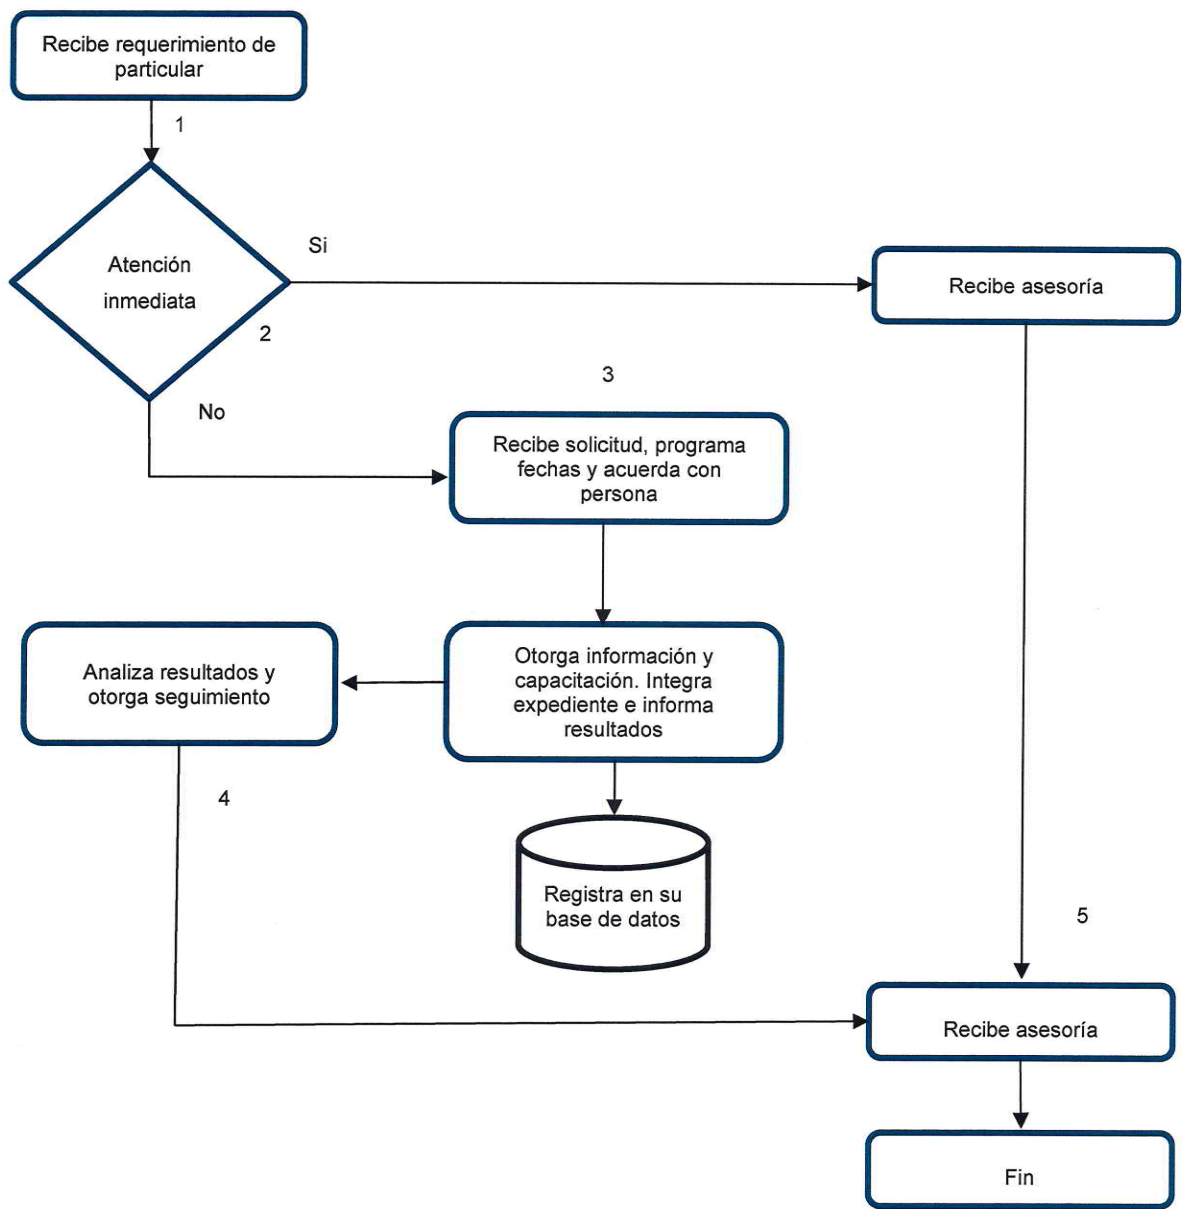 Recibe requerimiento de
particular
1
Atención
inmediata
Si
2
Recibe asesoría
No
3
Recibe solicitud, programa
fechas y acuerda con
persona
Otorga información y
capacitación. Integra
expediente e informa
resultados
Analiza resultados y
otorga seguimiento
4
Registra en su
base de datos
5
Recibe asesoría
Fin